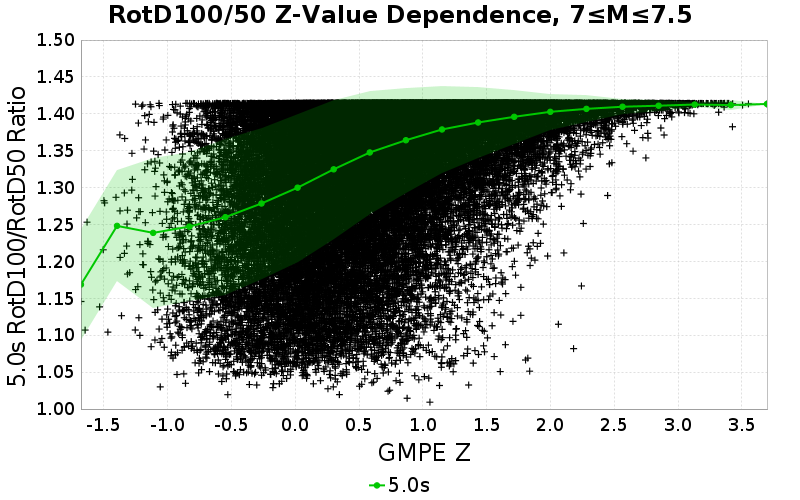 RotD100/50 Z-Value Dependence, 7≤M≤7.5
5.0s RotD100/RotD50 Ratio
1.50
1.45
1.40
1.35
1.30
1.25
1.20
1.15
1.10
1.05
1.00
-1.5 -1.0 -0.5 0.0 0.5 1.0 1.5 2.0 2.5 3.0 3.5
GMPE Z
5.0s